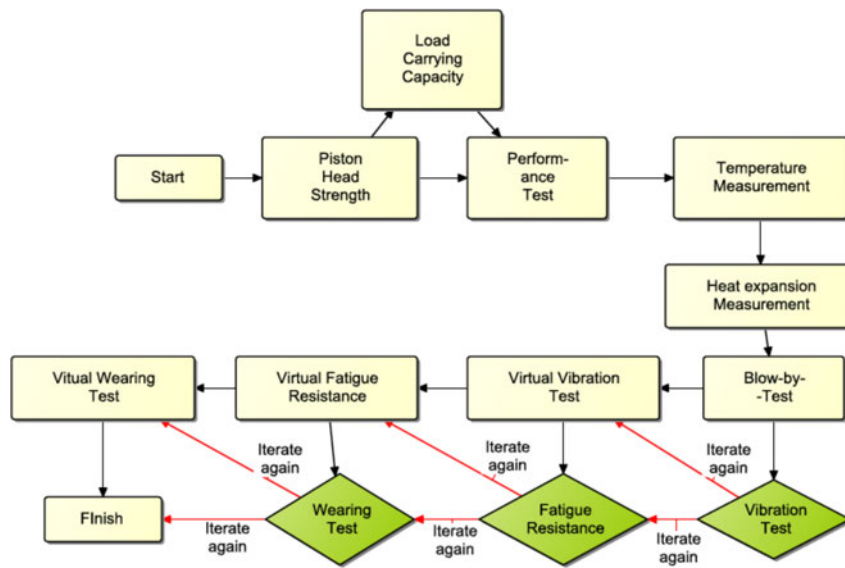 Load
Carrying
Capacity
Start
Piston
Head
Strength
Perform-
ance
Test
Temperature
Measurement
Heat expansion
Measurement
Vitual Wearing
Test
Virtual Fatigue
Resistance
Virtual Vibration
Test
Blow-by-
-Test
Iterate
again
Iterate
again
Iterate
again
FInish
Iterate
again
Wearing
Test
Iterate
again
Fatigue
Resistance
Iterate
again
Vibration
Test